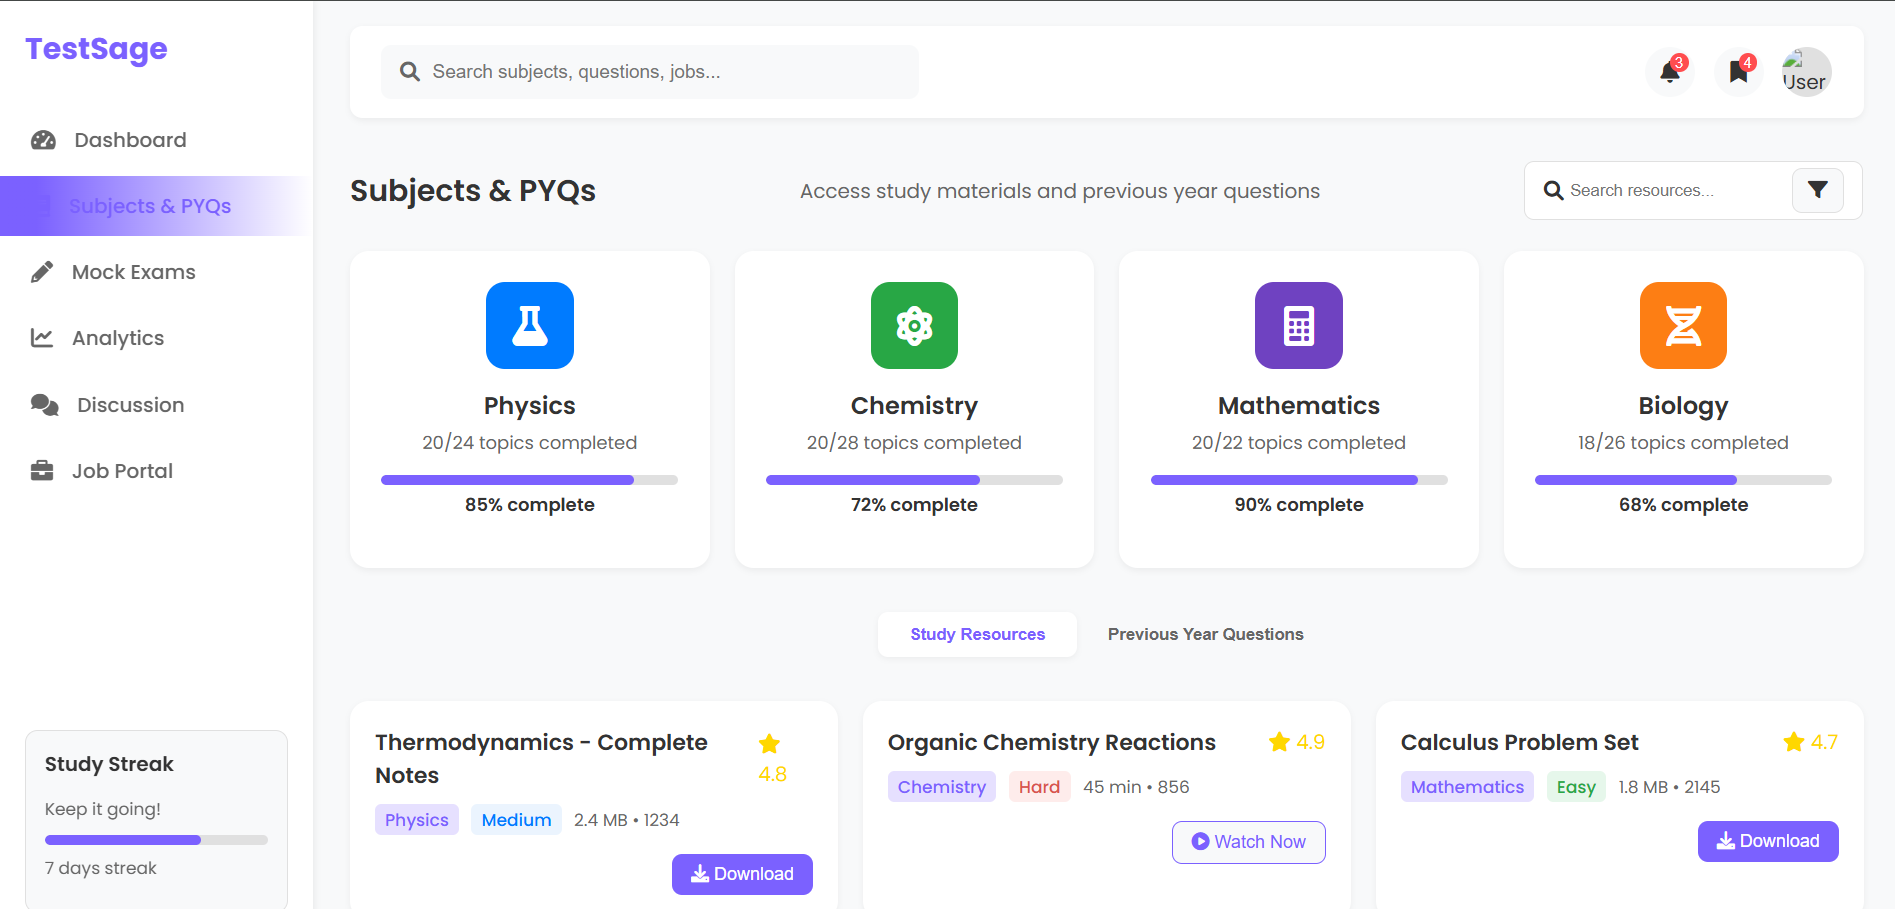 TestSage
Dashboard
Subjects & PYQs
Mock Exams
Analytics
Discussion
Job Portal
Study Streak
Keep it going!
7 days streak
Search subjects, questions, jobs...
3
4
User
Subjects & PYQs
Access study materials and previous year questions
Search resources...
Physics
20/24 topics completed
85% complete
Chemistry
20/28 topics completed
72% complete
Mathematics
20/22 topics completed
90% complete
Biology
18/26 topics completed
68% complete
Study Resources
Previous Year Questions
Thermodynamics - Complete
Notes
4.8
Physics Medium 2.4 MB • 1234
Download
Organic Chemistry Reactions
4.9
Chemistry Hard 45 min • 856
Watch Now
Calculus Problem Set
4.7
Mathematics Easy 1.8 MB • 2145
Download